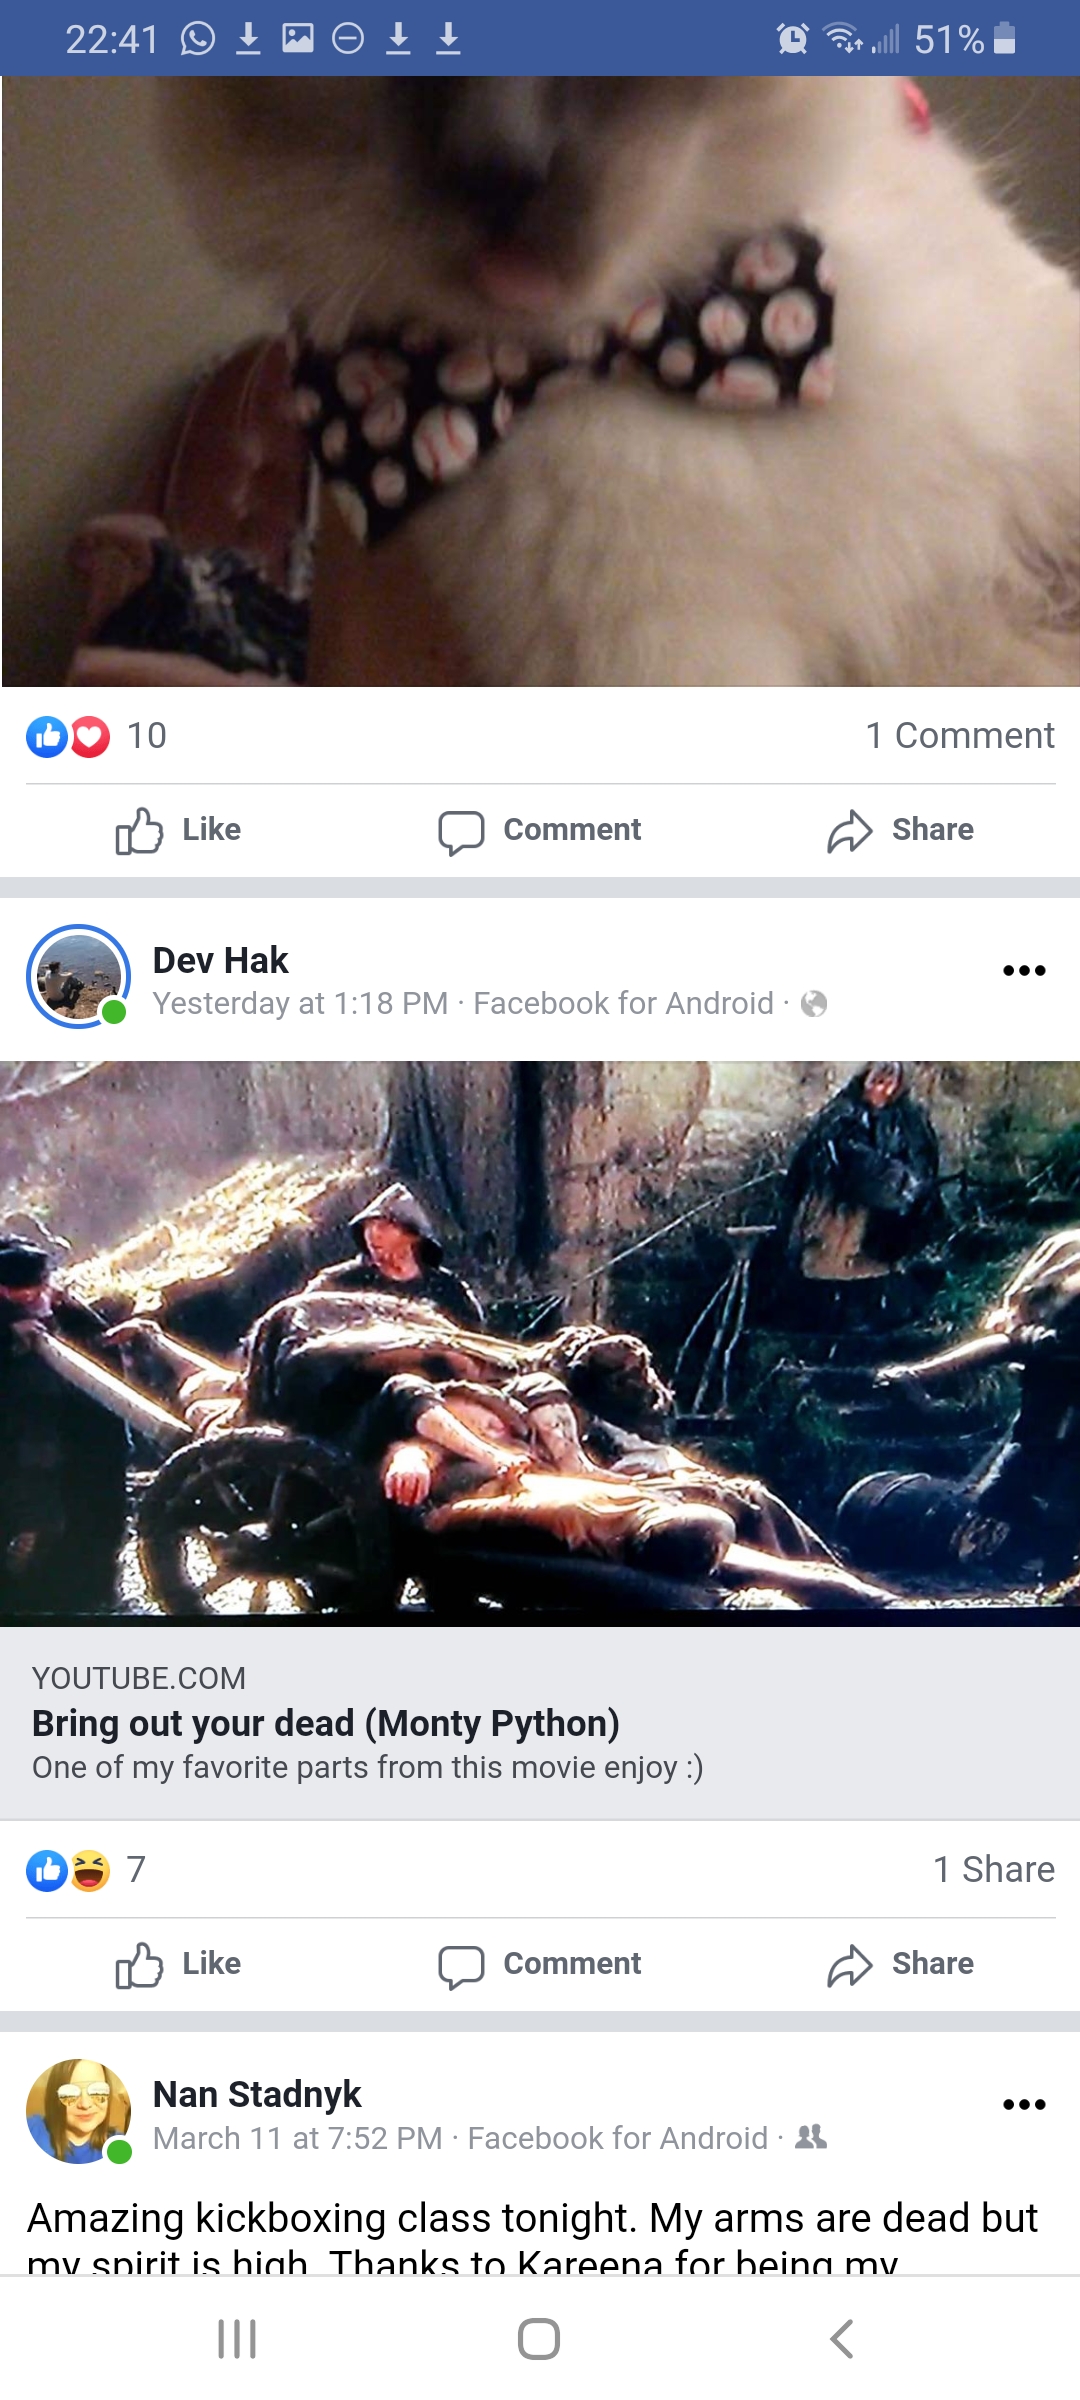 22:41
51%
10
1 Comment
Like
Comment
Share
Dev Hak
Yesterday at 1:18 PM · Facebook for Android ·
YOUTUBE.COM
Bring out your dead (Monty Python)
One of my favorite parts from this movie enjoy :)
7
1 Share
Like
Comment
Share
Nan Stadnyk
March 11 at 7:52 PM · Facebook for Android ·
Amazing kickboxing class tonight. My arms are dead but
my spirit is high. Thanks to Kareena for being my